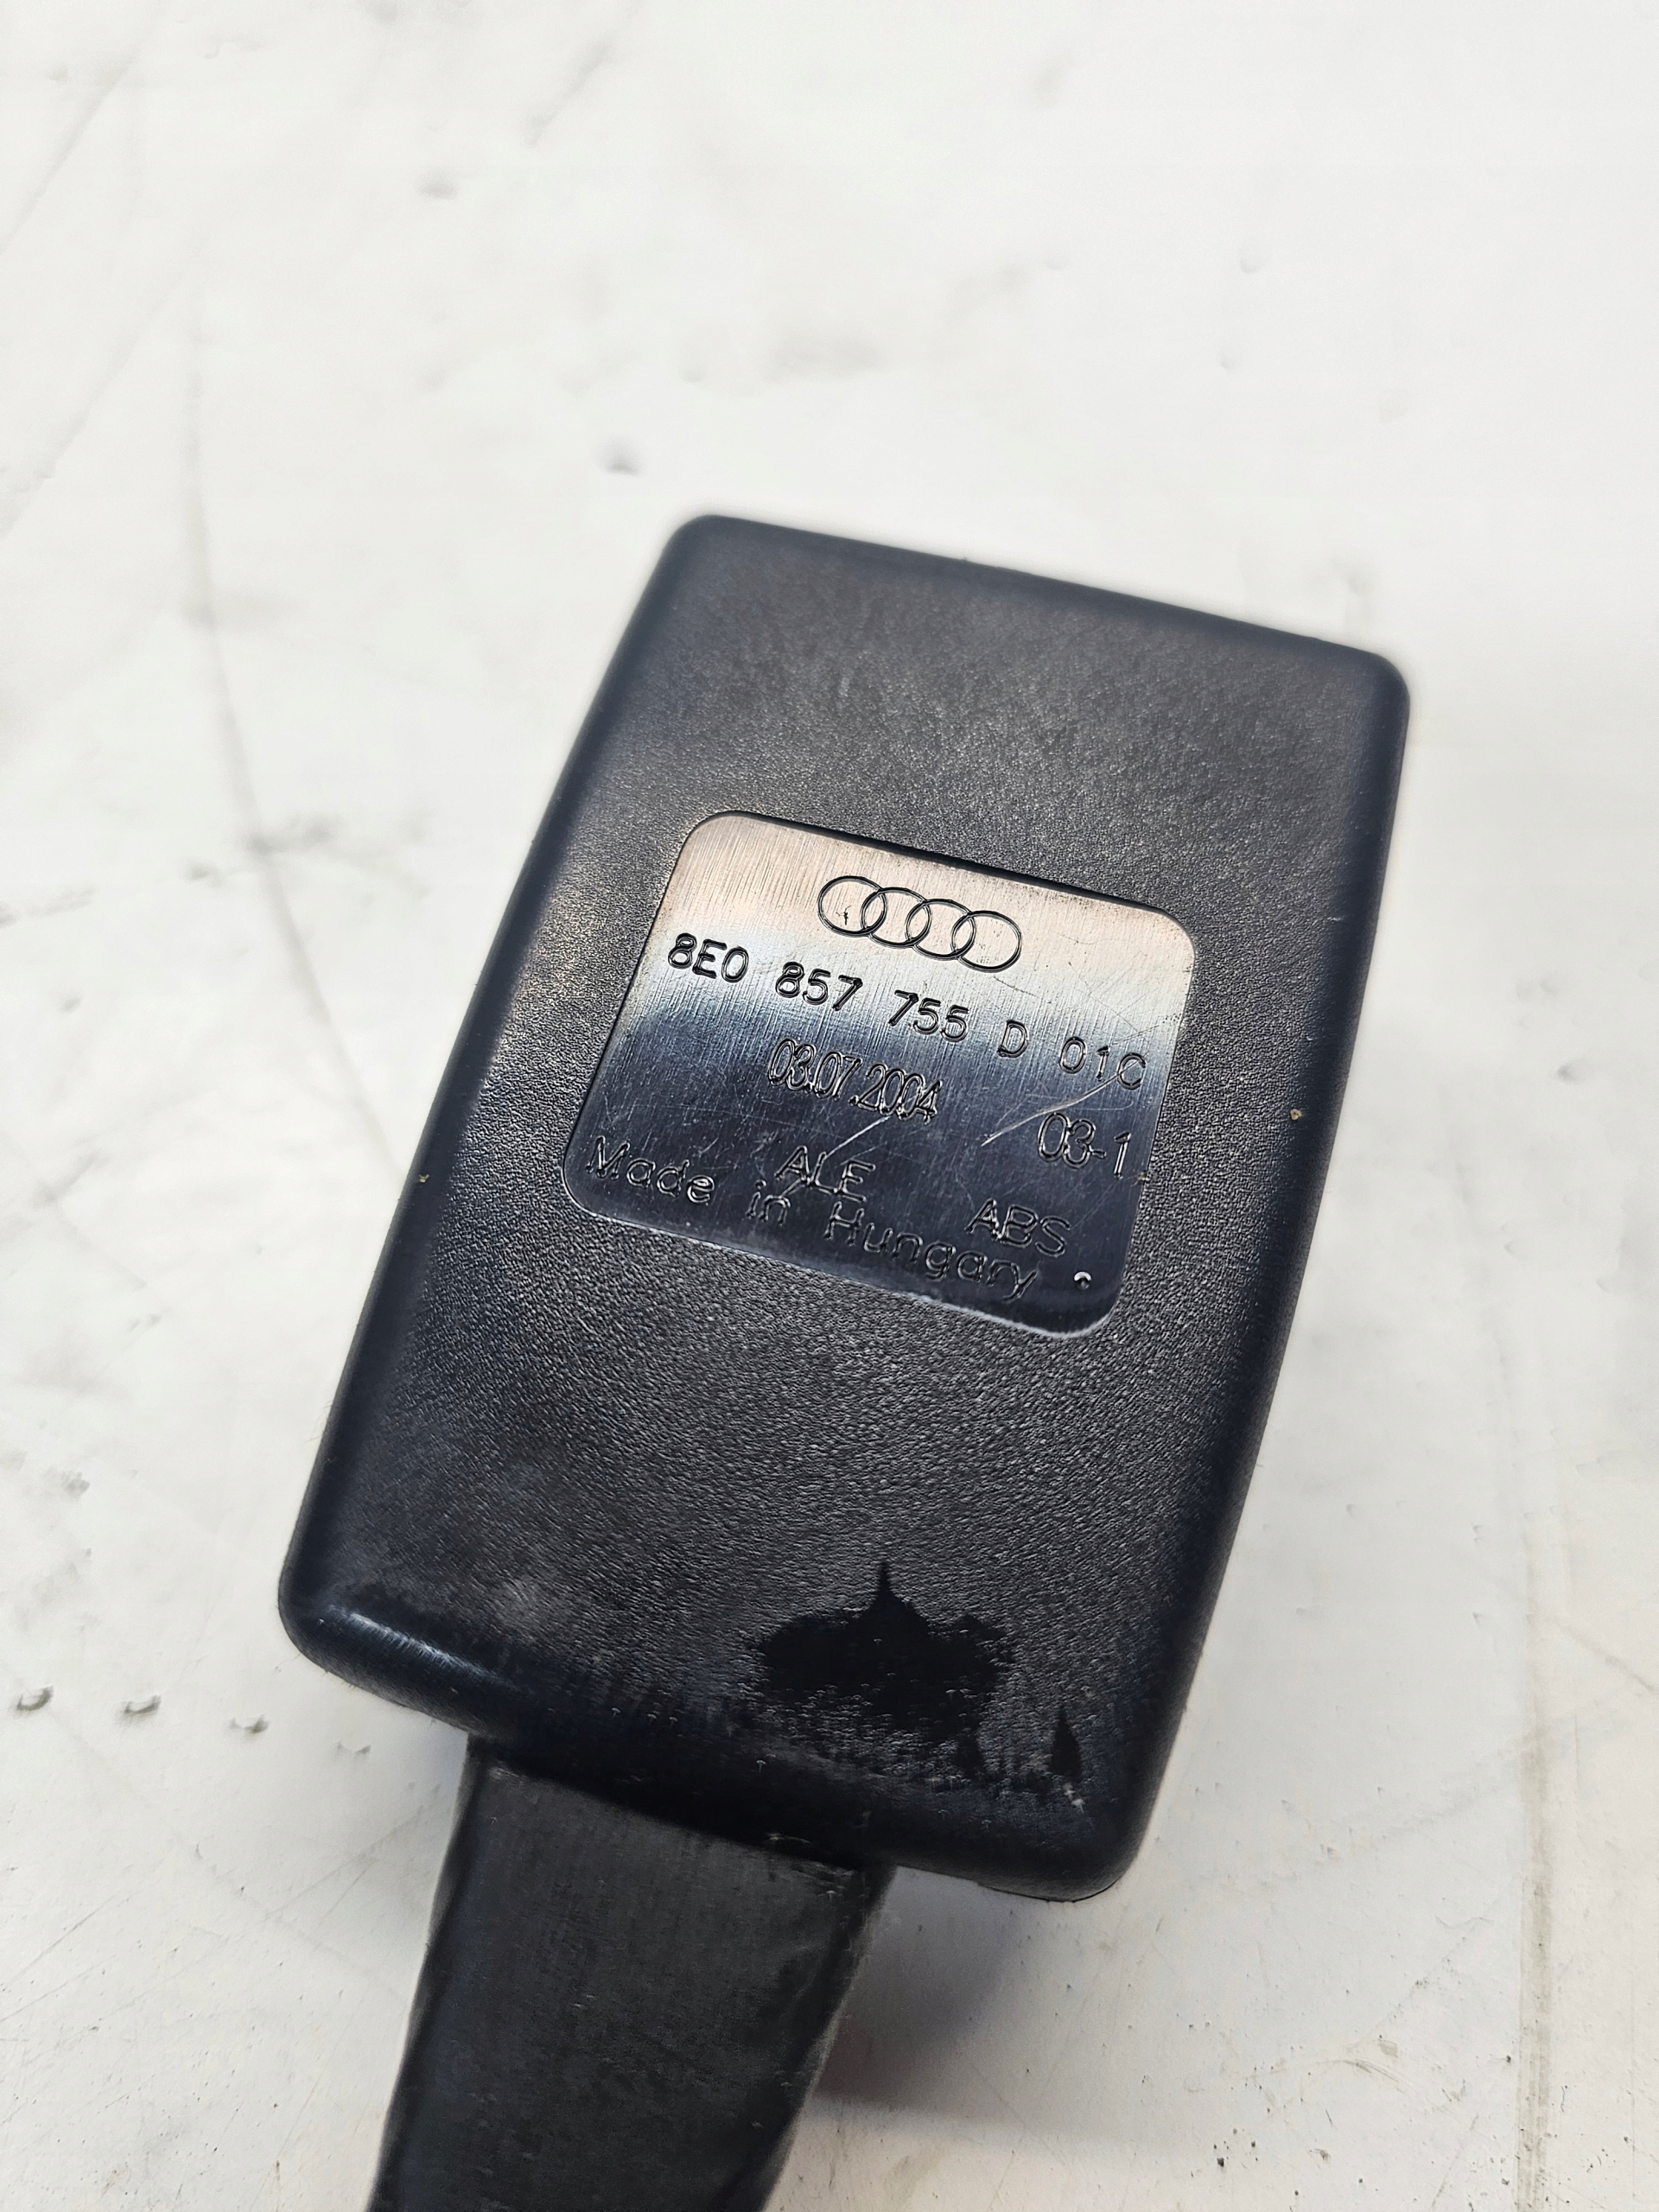 8E0 857 755 D 01C
03.07.2004 03-1
ALE ABS
Made in Hungary